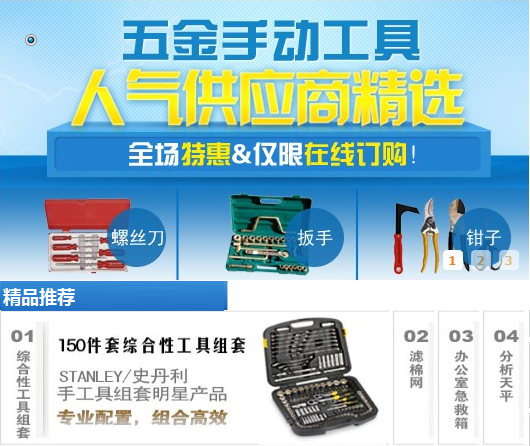 五金手动工具
人气供应商精选
全场特惠&仅限在线订购!
螺丝刀
扳手
钳子
1 2 3
精品推荐
01
综合性工具组套
150件套综合性工具组套
STANLEY/史丹利
手工具组套明星产品
专业配置,组合高效
02
滤棉网
03
办公室急救箱
04
分析天平